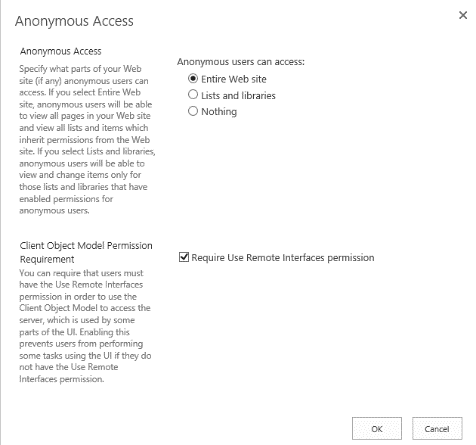 Anonymous Access
Anonymous Access
Specify what parts of your Web
site (if any) anonymous users can
access. If you select Entire Web
site, anonymous users will be able
to view all pages in your Web site
and view all lists and items which
inherit permissions from the Web
site. If you select Lists and libraries,
anonymous users will be able to
view and change items only for
those lists and libraries that have
enabled permissions for
anonymous users.
Anonymous users can access:
Entire Web site
Lists and libraries
Nothing
Client Object Model Permission
Requirement
You can require that users must
have the Use Remote Interfaces
permission in order to use the
Client Object Model to access the
server, which is used by some
parts of the UI. Enabling this
prevents users from performing
some tasks using the UI if they do
not have the Use Remote
Interfaces permission.
Require Use Remote Interfaces permission
OK
Cancel